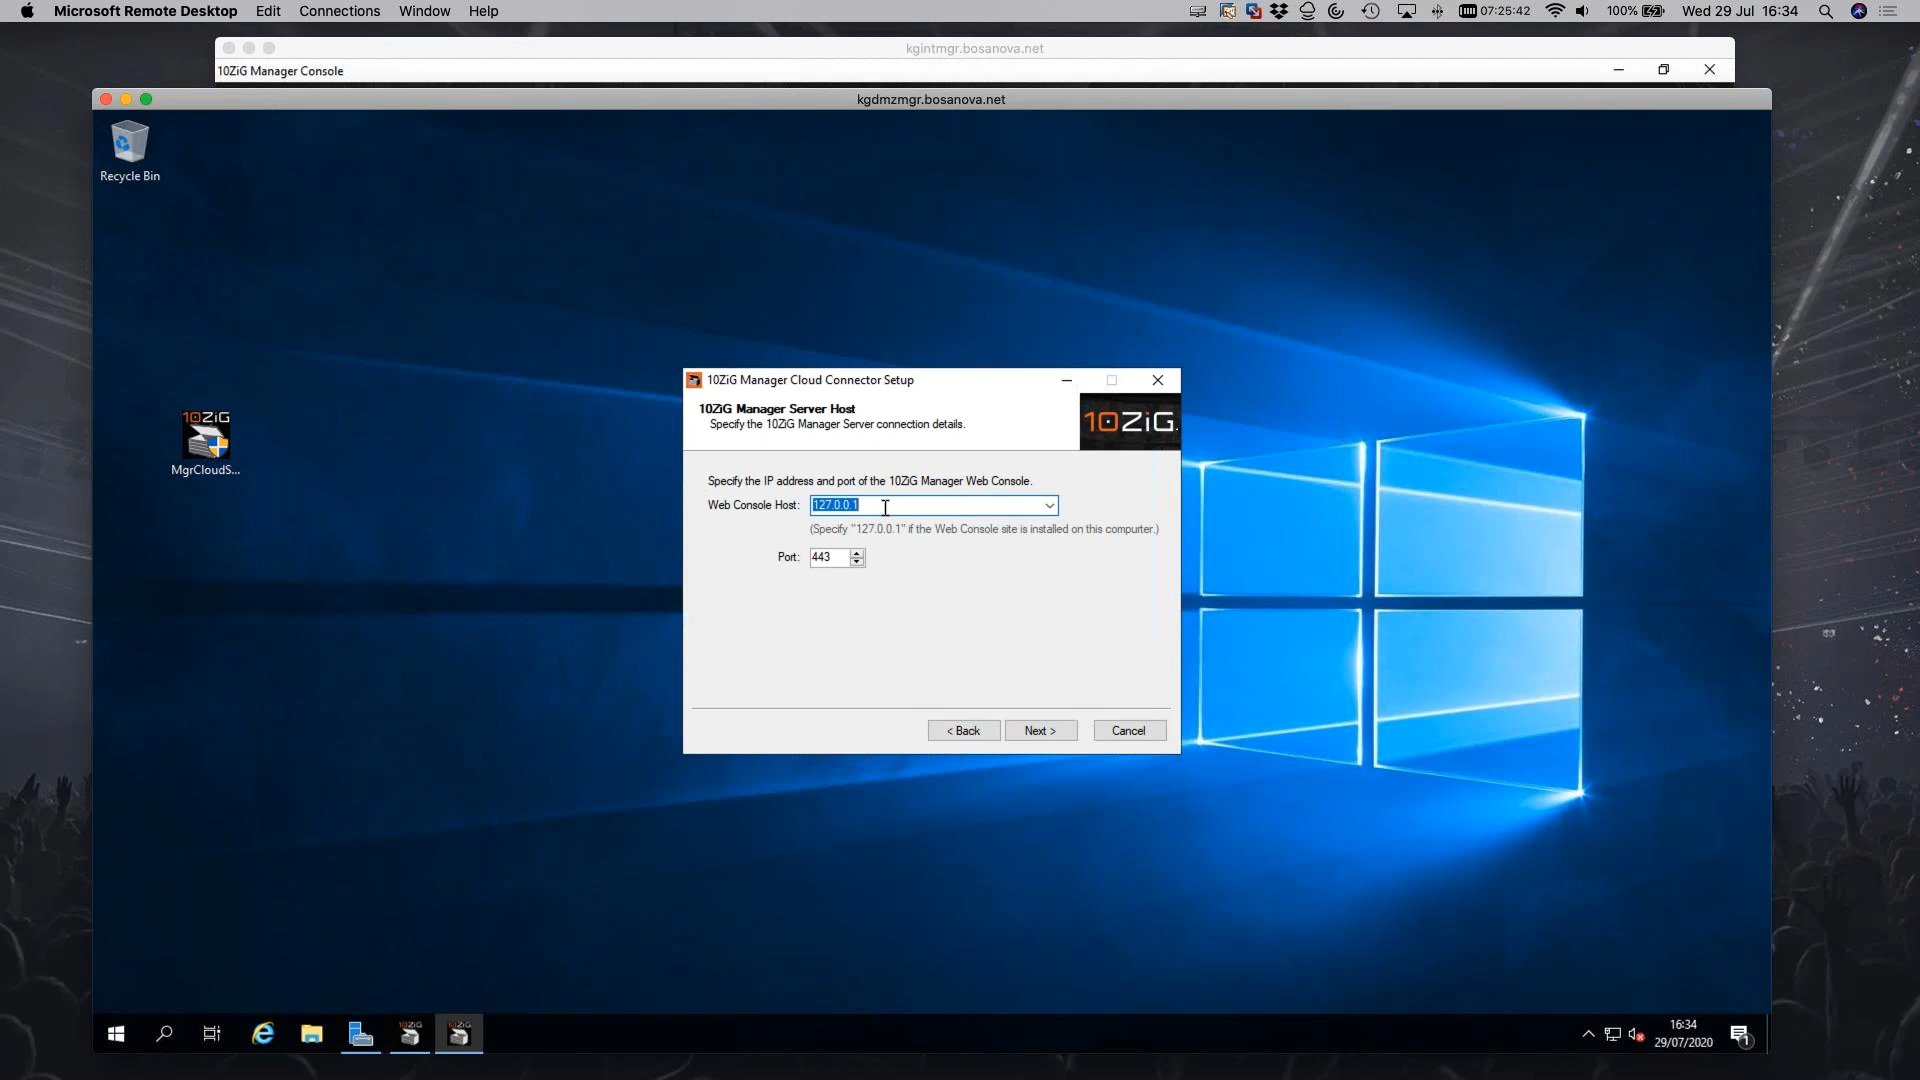 Microsoft Remote Desktop Edit Connections Window Help 07:25:42 100% Wed 29 Jul 16:34
kgintmgr.bosanova.net
10ZiG Manager Console
kgdmzmgr.bosanova.net
Recycle Bin
10ZiG
MgrCloudS...
10ZiG Manager Cloud Connector Setup
10ZiG Manager Server Host
Specify the 10ZiG Manager Server connection details.
10ZiG.
Specify the IP address and port of the 10ZiG Manager Web Console.
Web Console Host: 127.0.0.1
(Specify "127.0.0.1" if the Web Console site is installed on this compurter.)
Port: 443
< Back Next > Cancel
10ZiG 10ZiG
16:34
29/07/2020
1